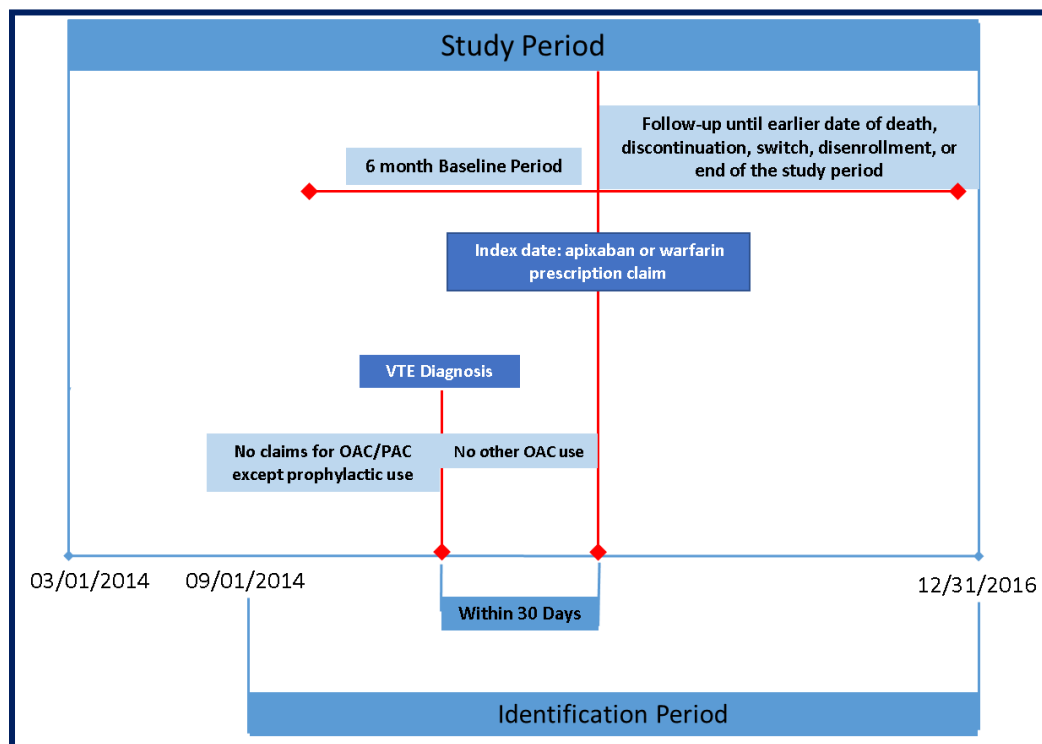 Study Period
Follow-up until earlier date of death,
discontinuation, switch, disenrollment, or
end of the study period
6 month Baseline Period
Index date: apixaban or warfarin
prescription claim
VTE Diagnosis
No claims for OAC/PAC
except prophylactic use
No other OAC use
03/01/2014
09/01/2014
12/31/2016
Within 30 Days
Identification Period